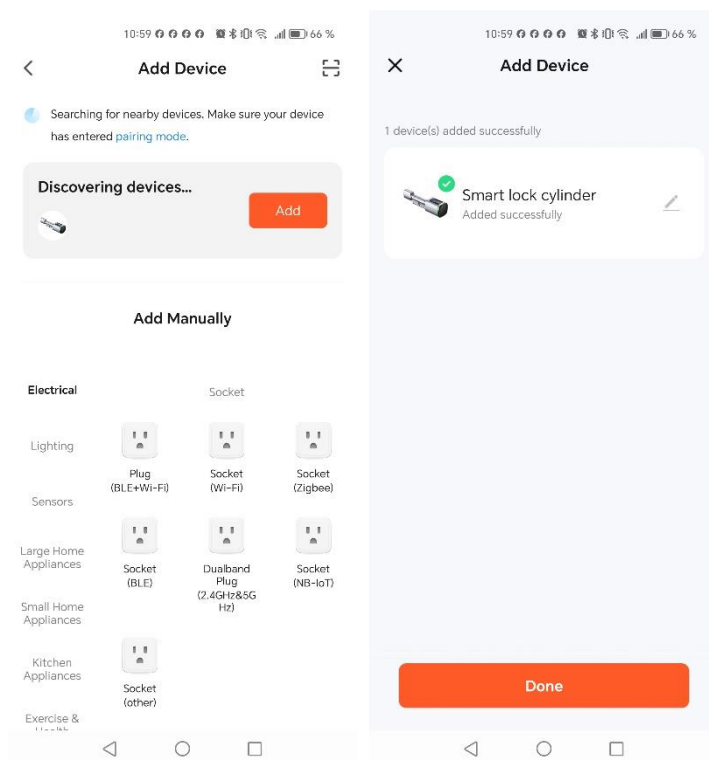 10:59 66 %
Add Device
Searching for nearby devices. Make sure your device
has entered pairing mode.
Discovering devices...
Add
Add Manually
Electrical
Socket
Lighting
Plug
(BLE+Wi-Fi)
Socket
(Wi-Fi)
Socket
(Zigbee)
Sensors
Large Home
Appliances
Socket
(BLE)
Dualband
Plug
(2.4GHz&5G
Hz)
Socket
(NB-IoT)
Small Home
Appliances
Kitchen
Appliances
Socket
(other)
Exercise &
10:59 66 %
Add Device
1 device(s) added successfully
Smart lock cylinder
Added successfully
Done